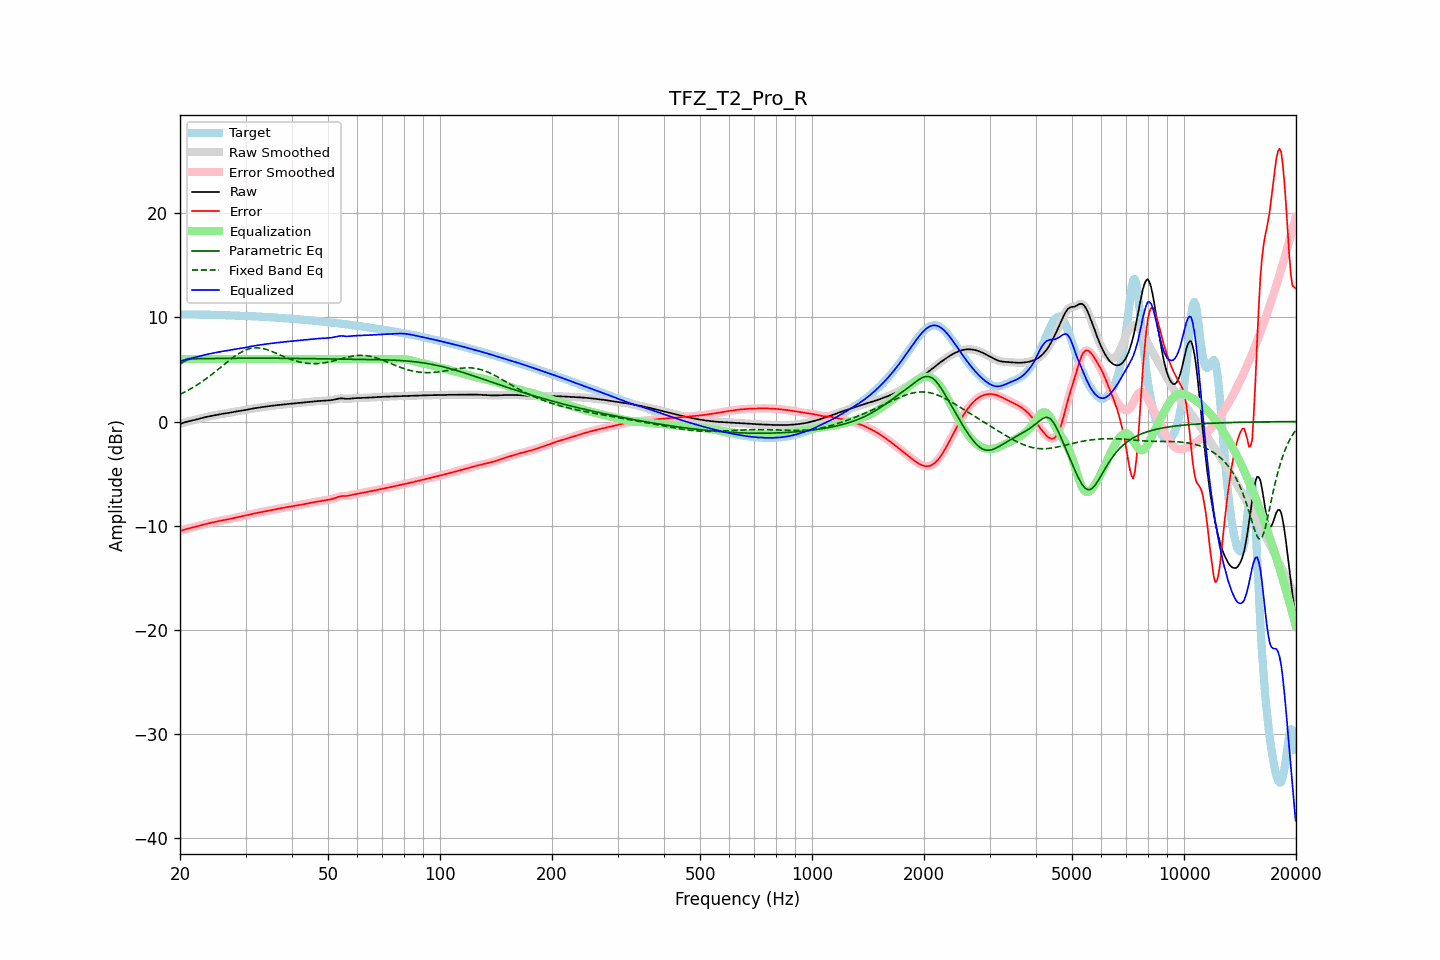 TFZ_T2_Pro_R
Target
Raw Smoothed
Error Smoothed
Raw
Error
Equalization
Parametric Eq
Fixed Band Eq
Equalized
20
10
0
−10
−20
−30
−40
Amplitude (dBr)
20
50
100
200
500
1000
2000
5000
10000
20000
Frequency (Hz)